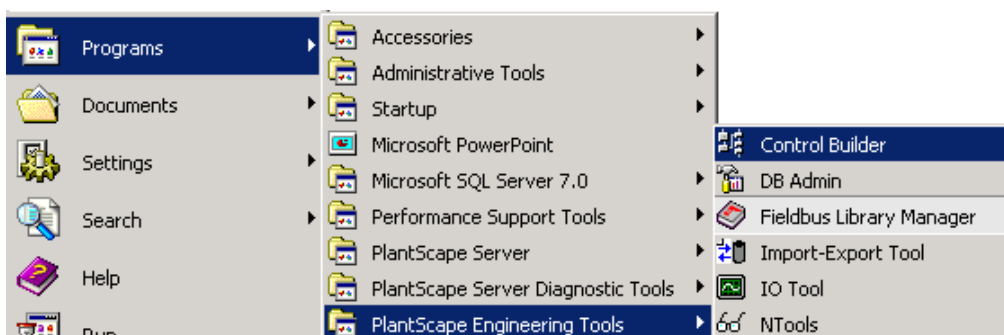 Programs
Documents
Settings
Search
Help
Run
Accessories
Administrative Tools
Startup
Microsoft PowerPoint
Microsoft SQL Server 7.0
Performance Support Tools
PlantScape Server
PlantScape Server Diagnostic Tools
PlantScape Engineering Tools
Control Builder
DB Admin
Fieldbus Library Manager
Import-Export Tool
IO Tool
NTools